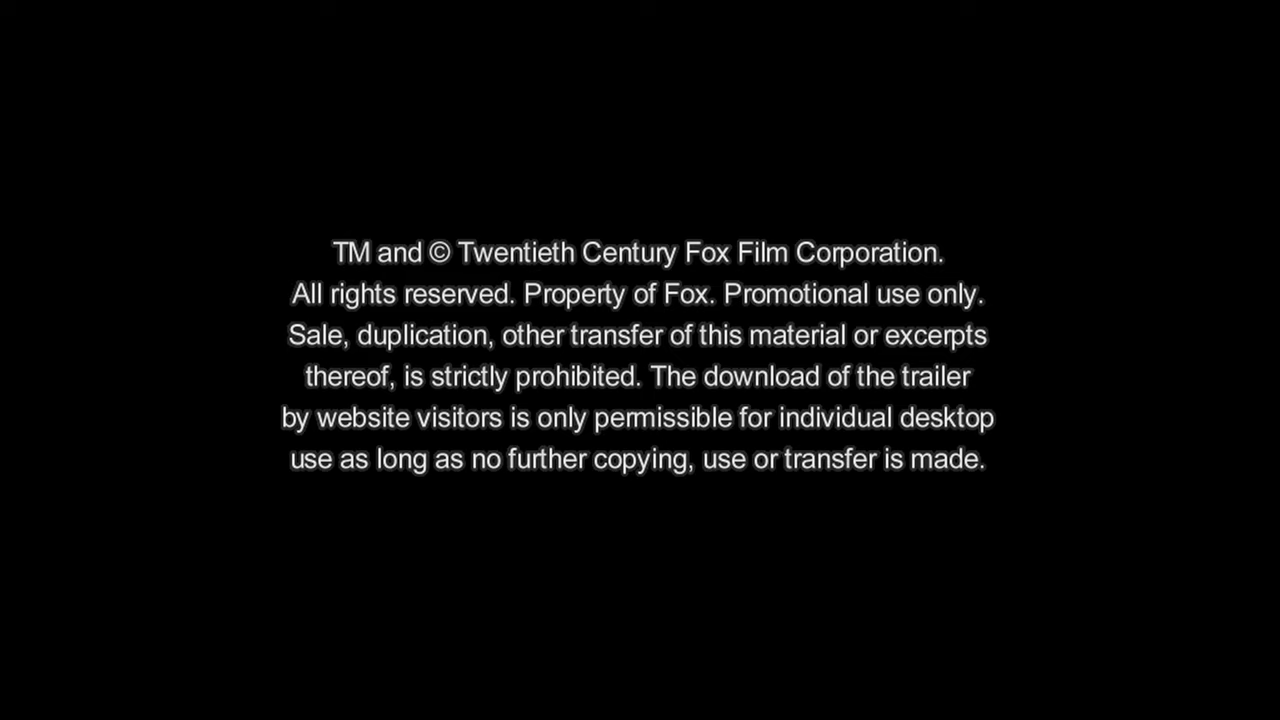 TM and © Twentieth Century Fox Film Corporation.
All rights reserved. Property of Fox. Promotional use only.
Sale, duplication, other transfer of this material or excerpts
thereof, is strictly prohibited. The download of the trailer
by website visitors is only permissible for individual desktop
use as long as no further copying, use or transfer is made.